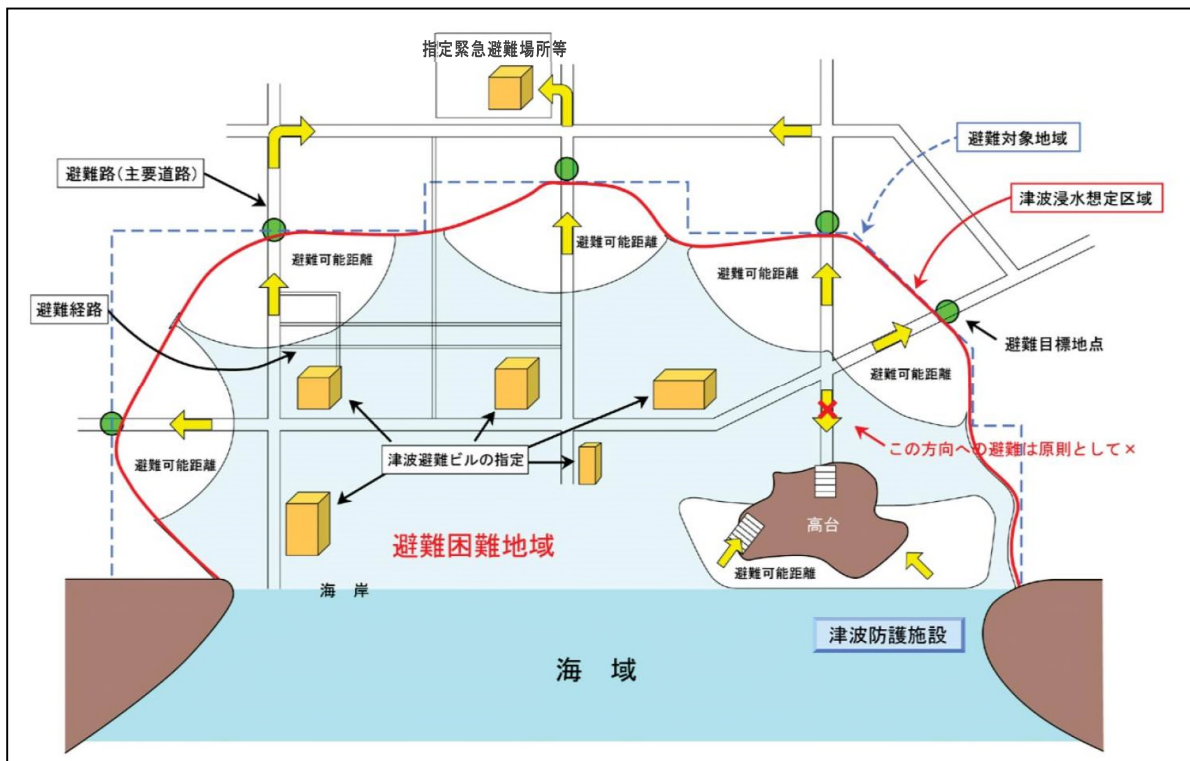 指定緊急避難場所等
避難対象地域
避難路(主要道路)
津波浸水想定区域
避難可能距離
避難可能距離
避難可能距離
避難経路
避難目標地点
避難可能距離
津波避難ビルの指定
この方向への避難は原則として×
避難可能距離
高台
避難困難地域
避難可能距離
海 岸
津波防護施設
海 域